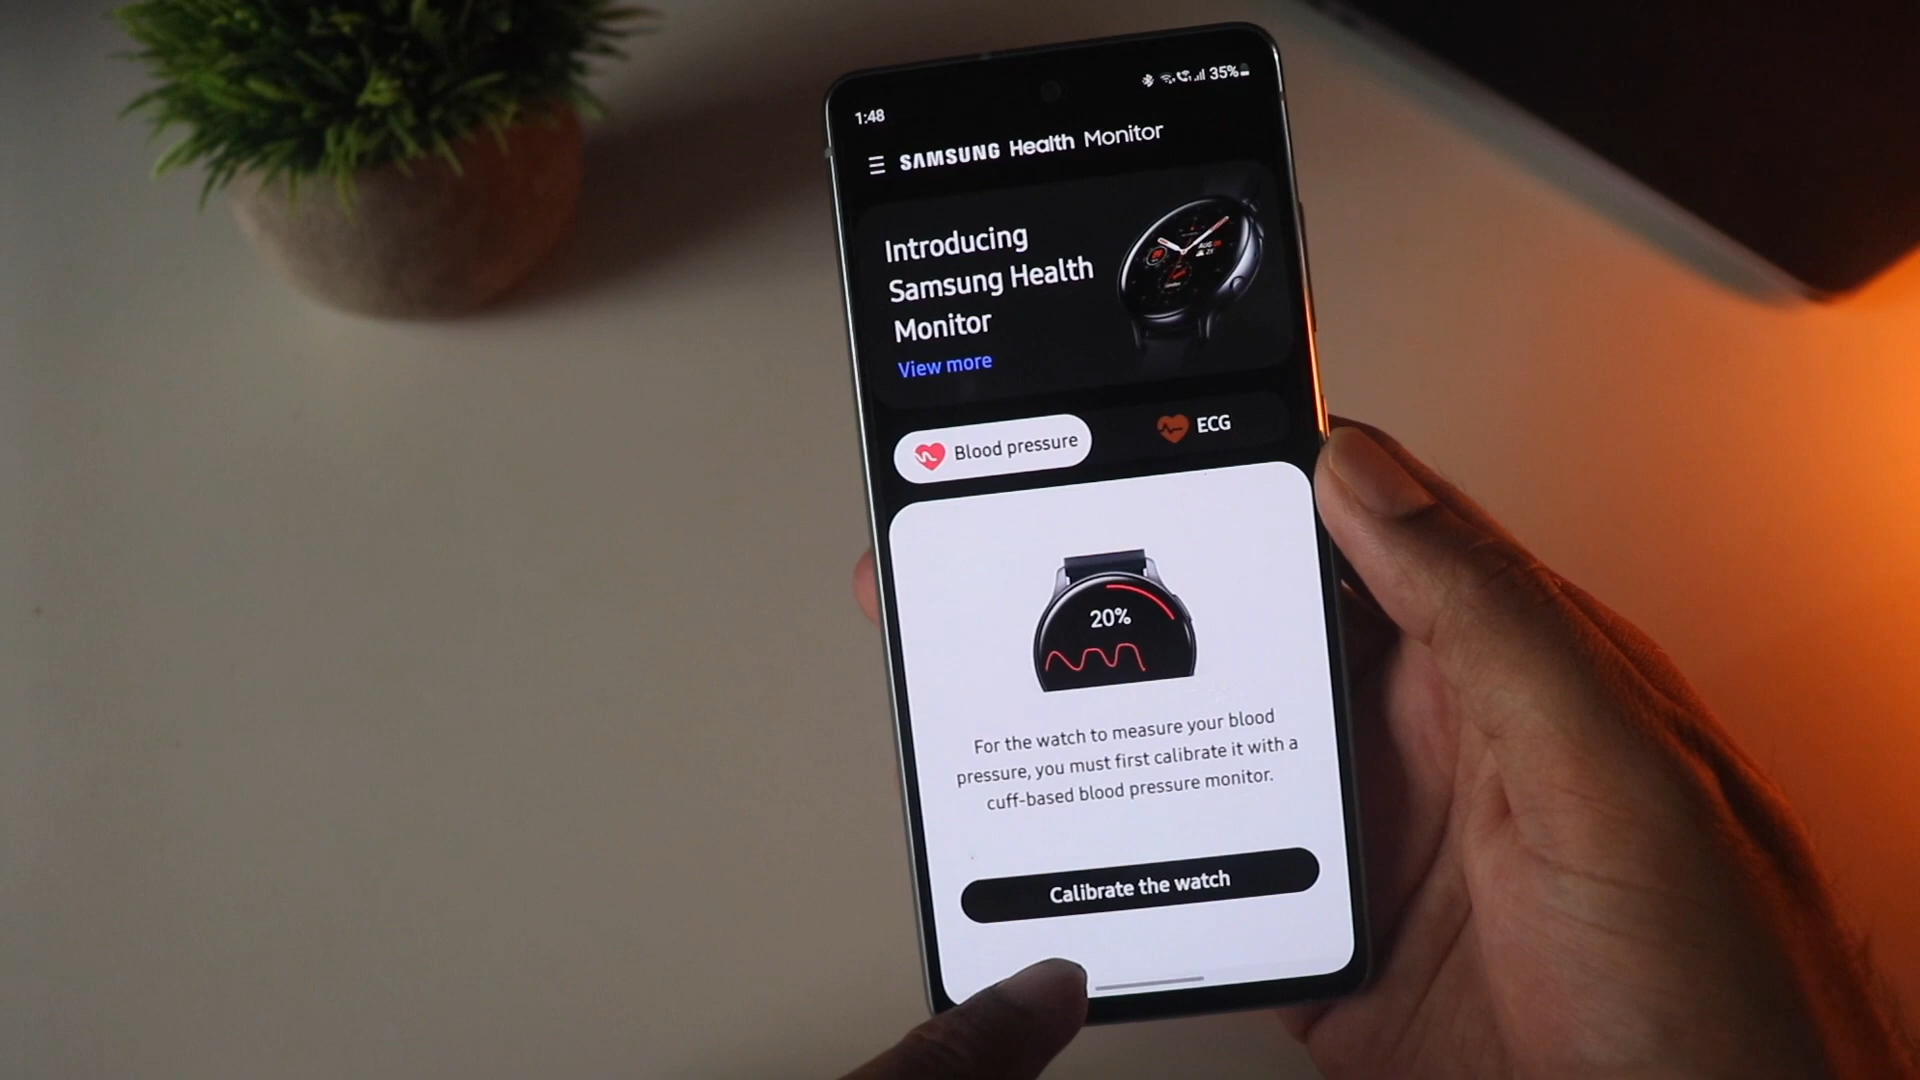 1:48
35%
SAMSUNG Health Monitor
Introducing
Samsung Health
Monitor
View more
Blood pressure
ECG
20%
For the watch to measure your blood
pressure, you must first calibrate it with a
cuff-based blood pressure monitor.
Calibrate the watch